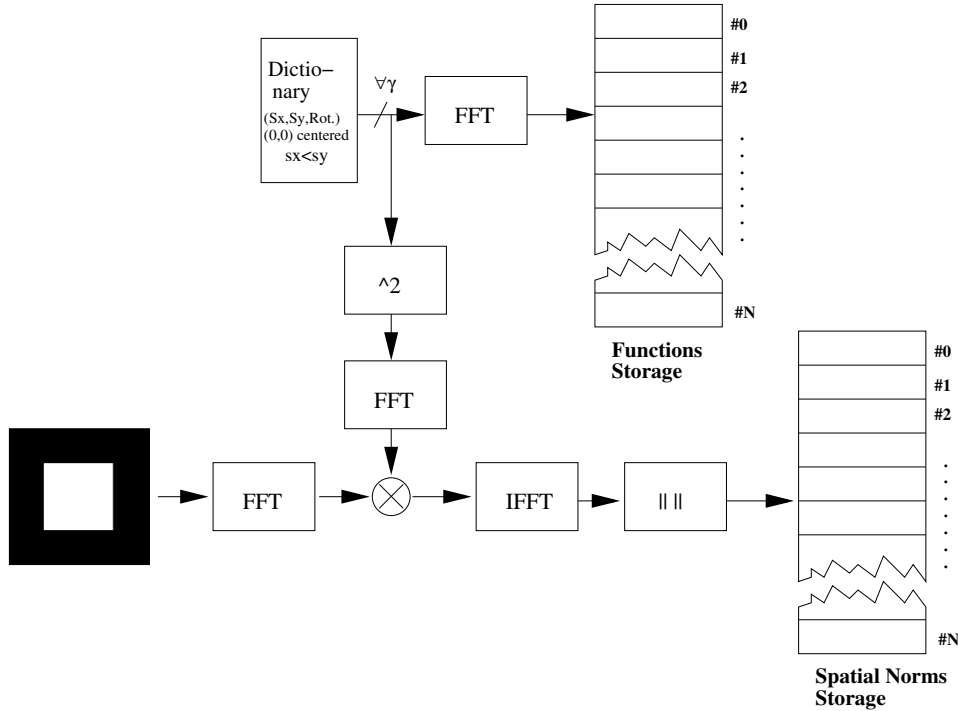 #0
#1
#2
#N
Functions
Storage
Dictio-
nary
(Sx,Sy,Rot.)
(0,0) centered
sx<sy
∀γ
FFT
^2
FFT
FFT
IFFT
|| ||
#0
#1
#2
#N
Spatial Norms
Storage